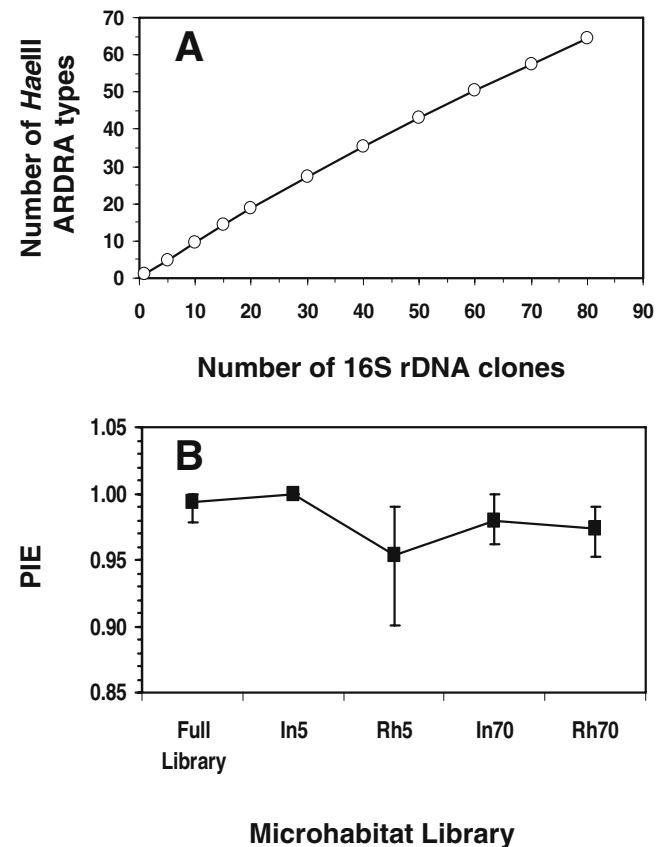 A
Number of HaeIII
ARDRA types
70
60
50
40
30
20
10
0
0 10 20 30 40 50 60 70 80 90
Number of 16S rDNA clones
B
PIE
1.05
1.00
0.95
0.90
0.85
Full In5 Rh5 In70 Rh70
Library
Microhabitat Library